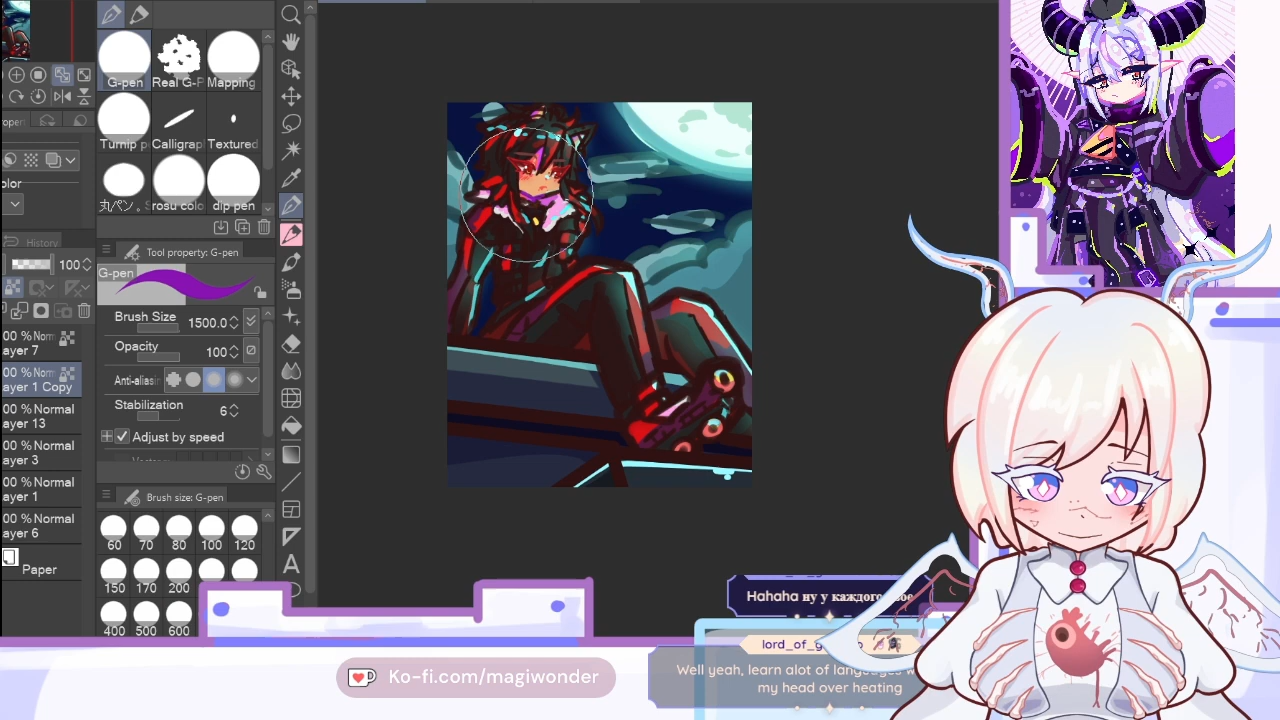 G-pen
Real G-P
Mapping
Turnip p
Calligrap
Textured
丸ペン。S
rosu colo
dip pen
olor
History
100
Tool property: G-pen
G-pen
Brush Size
1500.0
Opacity
100
Anti-aliasin
Stabilization
6
Adjust by speed
00 % Norm
ayer 7
00 % Norm
ayer 1 Copy
00 % Normal
ayer 13
00 % Normal
ayer 3
00 % Normal
ayer 1
00 % Normal
ayer 6
Paper
Brush size: G-pen
60 70 80 100 120
150 170 200
400 500 600
Ko-fi.com/magiwonder
Hahaha ну у каждого
Well yeah, learn alot of languages w
my head over heating